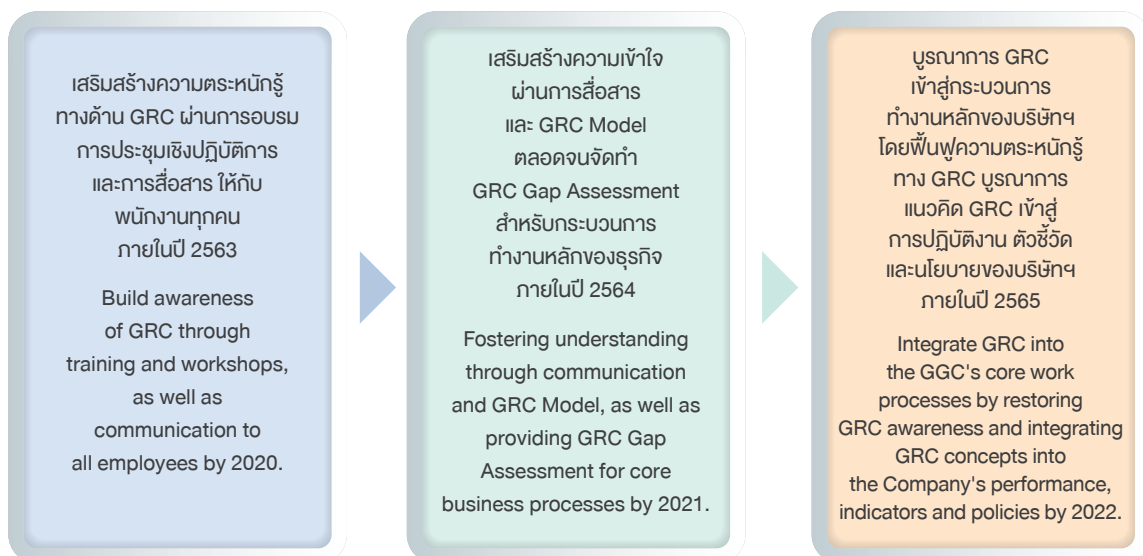 เสริมสร้างความตระหนักรู้
ทางด้าน GRC ผ่านการอบรม
การประชุมเชิงปฏิบัติการ
และการสื่อสาร ให้กับ
พนักงานทุกคน
ภายในปี 2563
Build awareness
of GRC through
training and workshops,
as well as
communication to
all employees by 2020.
เสริมสร้างความเข้าใจ
ผ่านการสื่อสาร
และ GRC Model
ตลอดจนจัดทำ
GRC Gap Assessment
สำหรับกระบวนการ
ทำงานหลักของธุรกิจ
ภายในปี 2564
Fostering understanding
through communication
and GRC Model, as well as
providing GRC Gap
Assessment for core
business processes by 2021.
บูรณาการ GRC
เข้าสู่กระบวนการ
ทำงานหลักของบริษัทฯ
โดยฟื้นฟูความตระหนักรู้
ทาง GRC บูรณาการ
แนวคิด GRC เข้าสู่
การปฏิบัติงาน ตัวชี้วัด
และนโยบายของบริษัทฯ
ภายในปี 2565
Integrate GRC into
the GGC's core work
processes by restoring
GRC awareness and integrating
GRC concepts into
the Company's performance,
indicators and policies by 2022.